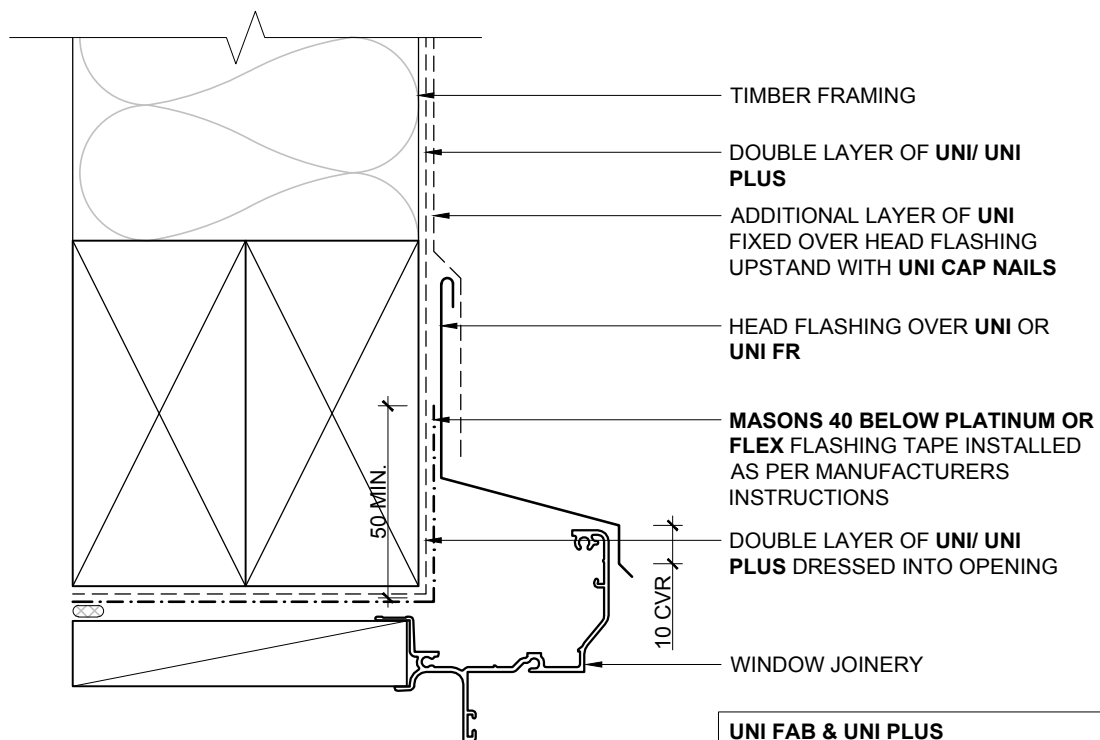 TIMBER FRAMING
DOUBLE LAYER OF UNI/ UNI
PLUS
ADDITIONAL LAYER OF UNI
FIXED OVER HEAD FLASHING
UPSTAND WITH UNI CAP NAILS
HEAD FLASHING OVER UNI OR
UNI FR
MASONS 40 BELOW PLATINUM OR
FLEX FLASHING TAPE INSTALLED
AS PER MANUFACTURERS
INSTRUCTIONS
50 MIN.
DOUBLE LAYER OF UNI/ UNI
PLUS DRESSED INTO OPENING
10 CVR
WINDOW JOINERY
UNI FAB & UNI PLUS